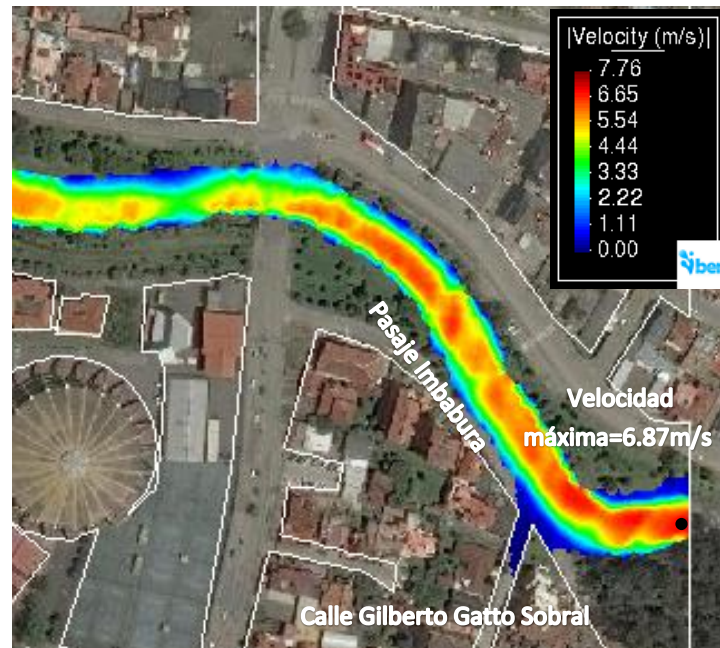 |Velocity (m/s)|
7.76
6.65
5.54
4.44
3.33
2.22
1.11
0.00
iber
Pasaje Imbabura
Velocidad
máxima=6.87m/s
Calle Gilberto Gatto Sobral